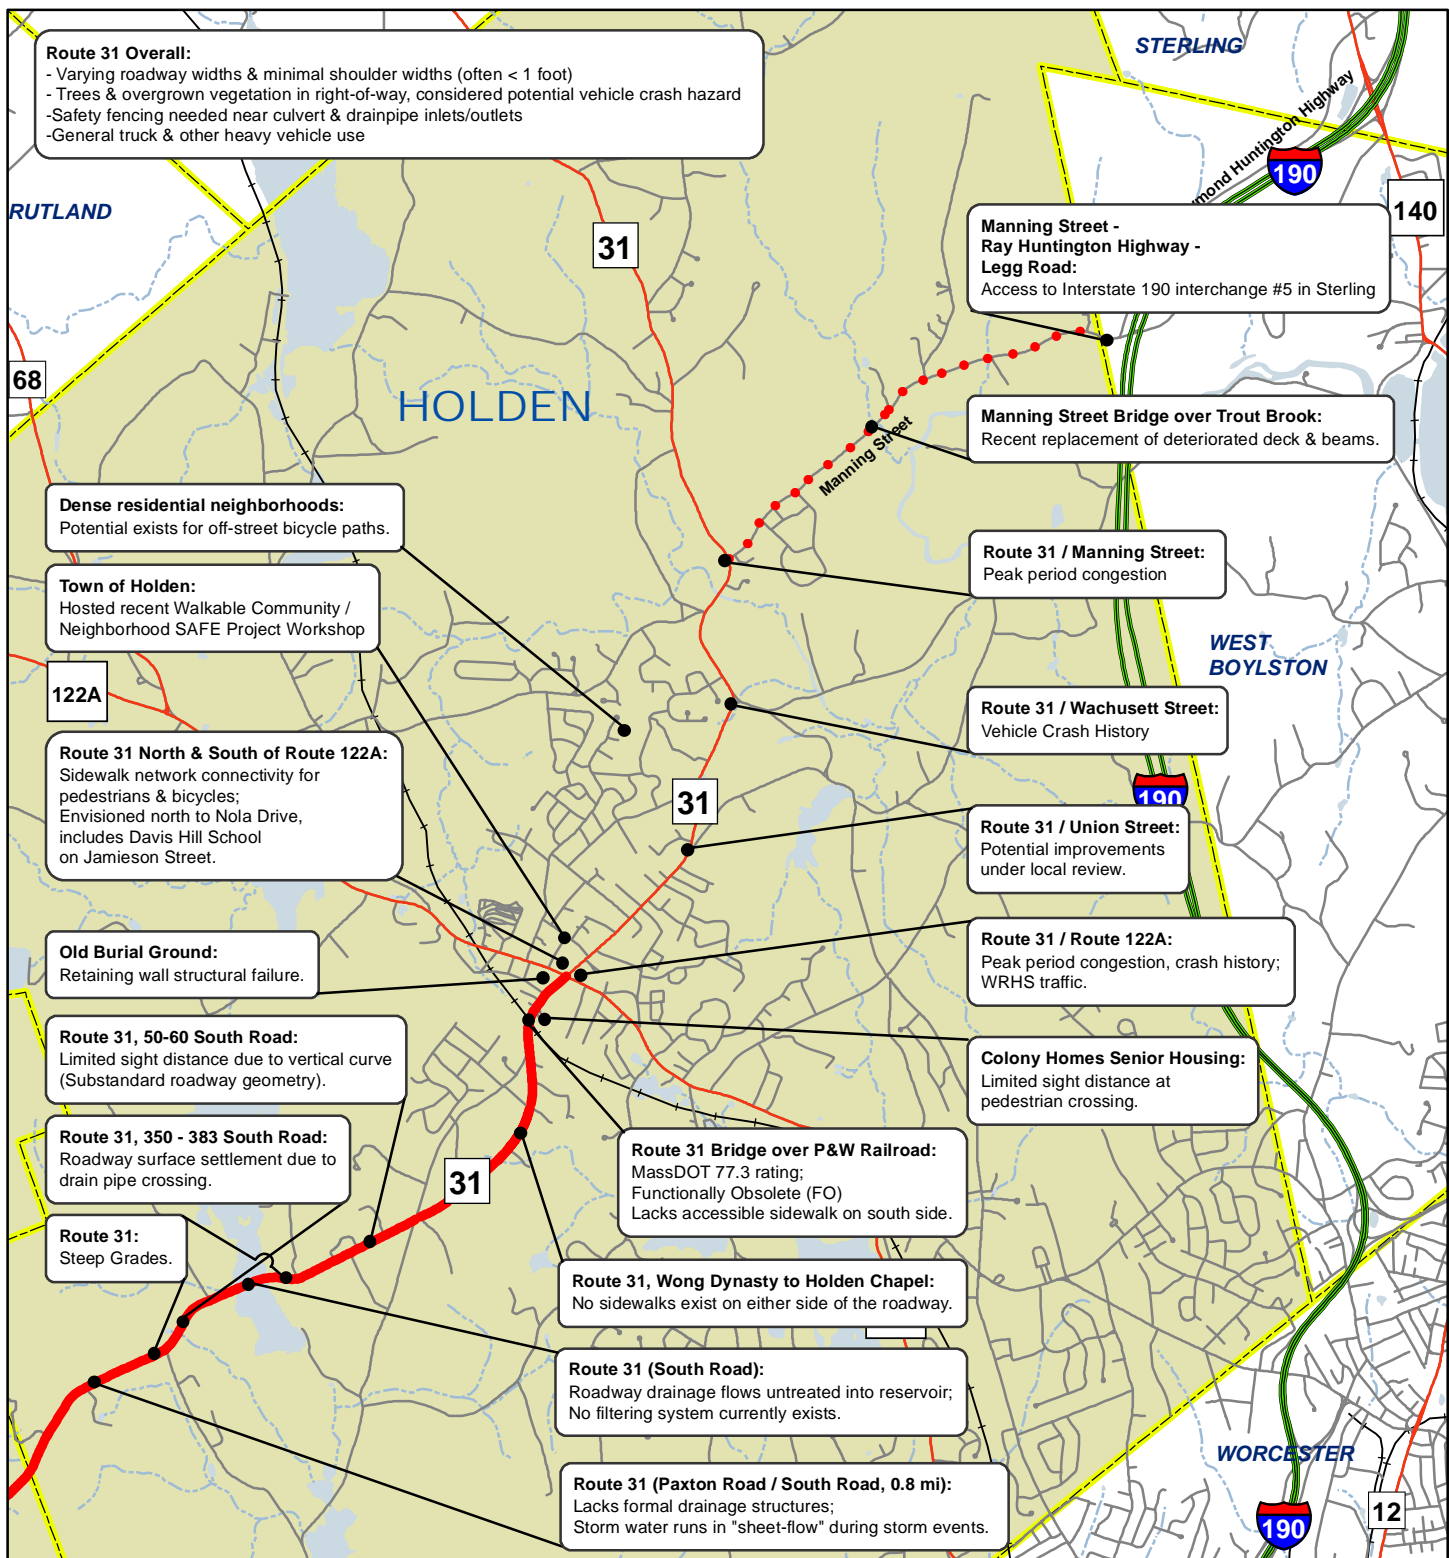 Route 31 Overall:
- Varying roadway widths & minimal shoulder widths (often < 1 foot)
- Trees & overgrown vegetation in right-of-way, considered potential vehicle crash hazard
-Safety fencing needed near culvert & drainpipe inlets/outlets
-General truck & other heavy vehicle use
STERLING
mond Huntington Highway
190
140
RUTLAND
31
Manning Street -
Ray Huntington Highway -
Legg Road:
Access to Interstate 190 interchange #5 in Sterling
68
HOLDEN
Manning Street Bridge over Trout Brook:
Recent replacement of deteriorated deck & beams.
Manning Street
Dense residential neighborhoods:
Potential exists for off-street bicycle paths.
Route 31 / Manning Street:
Peak period congestion
Town of Holden:
Hosted recent Walkable Community /
Neighborhood SAFE Project Workshop
WEST
BOYLSTON
122A
Route 31 / Wachusett Street:
Vehicle Crash History
Route 31 North & South of Route 122A:
Sidewalk network connectivity for
pedestrians & bicycles;
Envisioned north to Nola Drive,
includes Davis Hill School
on Jamieson Street.
31
190
Route 31 / Union Street:
Potential improvements
under local review.
Old Burial Ground:
Retaining wall structural failure.
Route 31 / Route 122A:
Peak period congestion, crash history;
WRHS traffic.
Route 31, 50-60 South Road:
Limited sight distance due to vertical curve
(Substandard roadway geometry).
Colony Homes Senior Housing:
Limited sight distance at
pedestrian crossing.
Route 31, 350 - 383 South Road:
Roadway surface settlement due to
drain pipe crossing.
Route 31 Bridge over P&W Railroad:
MassDOT 77.3 rating;
Functionally Obsolete (FO)
Lacks accessible sidewalk on south side.
31
Route 31:
Steep Grades.
Route 31, Wong Dynasty to Holden Chapel:
No sidewalks exist on either side of the roadway.
Route 31 (South Road):
Roadway drainage flows untreated into reservoir;
No filtering system currently exists.
WORCESTER
Route 31 (Paxton Road / South Road, 0.8 mi):
Lacks formal drainage structures;
Storm water runs in "sheet-flow" during storm events.
190
12